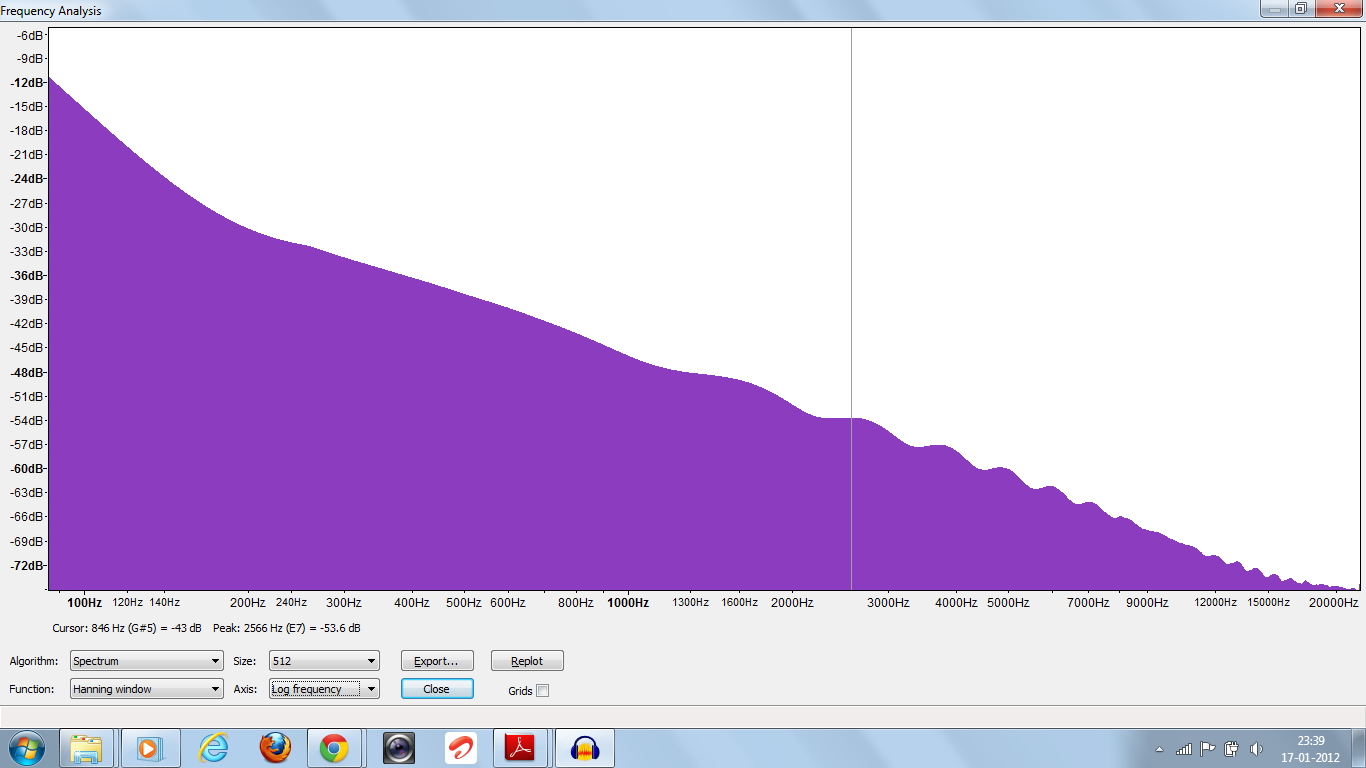 Frequency Analysis
-6dB
-9dB
-12dB
-15dB
-18dB
-21dB
-24dB
-27dB
-30dB
-33dB
-36dB
-39dB
-42dB
-45dB
-48dB
-51dB
-54dB
-57dB
-60dB
-63dB
-66dB
-69dB
-72dB
100Hz 120Hz 140Hz 200Hz 240Hz 300Hz 400Hz 500Hz 600Hz 800Hz 1000Hz 1300Hz 1600Hz 2000Hz 3000Hz 4000Hz 5000Hz 7000Hz 9000Hz 12000Hz 15000Hz 20000Hz
Cursor: 846 Hz (G#5) = -43 dB Peak: 2566 Hz (E7) = -53.6 dB
Algorithm: Spectrum Size: 512 Export... Replot
Function: Hanning window Axis: Log frequency Close Grids
23:39
17-01-2012